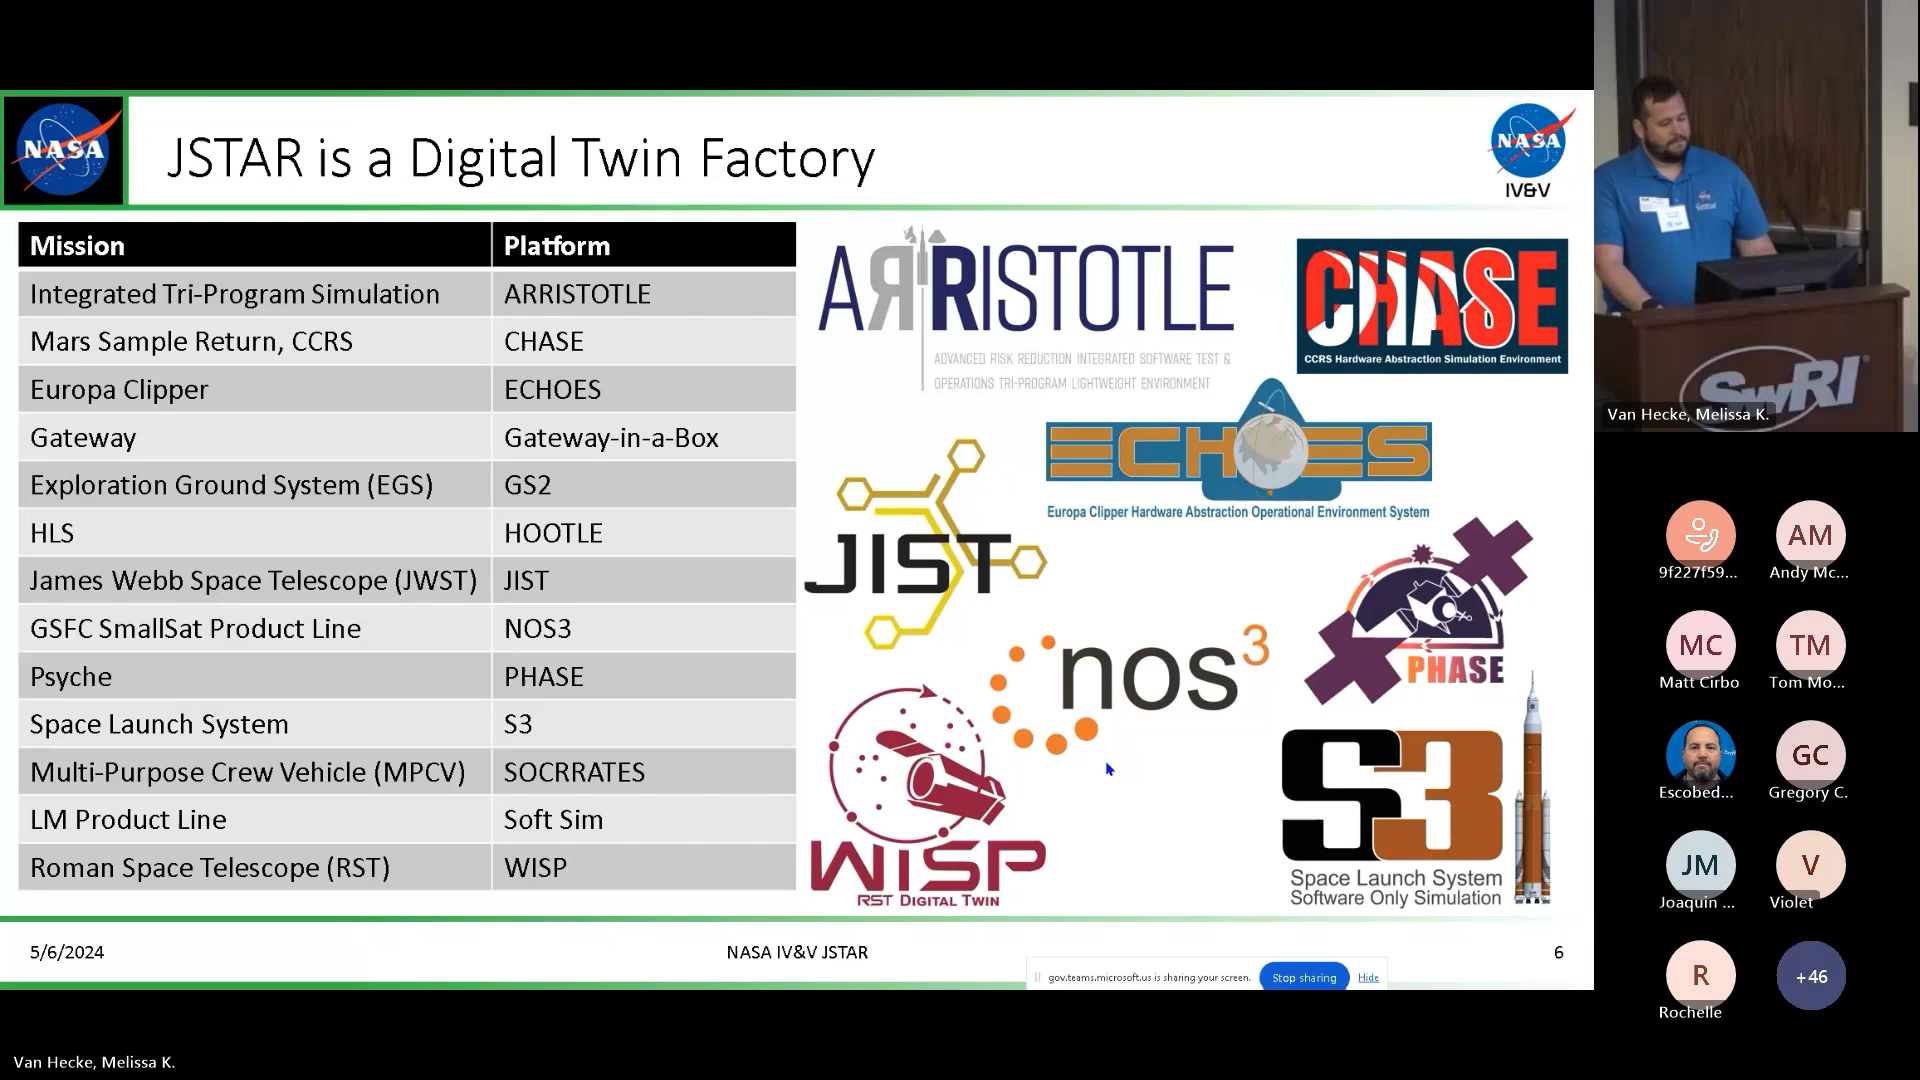 NASA
JSTAR is a Digital Twin Factory
NASA
IV&V
Mission Platform
Integrated Tri-Program Simulation ARRISTOTLE
Mars Sample Return, CCRS CHASE
Europa Clipper ECHOES
Gateway Gateway-in-a-Box
Exploration Ground System (EGS) GS2
HLS HOOTLE
James Webb Space Telescope (JWST) JIST
GSFC SmallSat Product Line NOS3
Psyche PHASE
Space Launch System S3
Multi-Purpose Crew Vehicle (MPCV) SOCRRATES
LM Product Line Soft Sim
Roman Space Telescope (RST) WISP
ARRISTOTLE
ADVANCED RISK REDUCTION INTEGRATED SOFTWARE TEST &
OPERATIONS TRI-PROGRAM LIGHTWEIGHT ENVIRONMENT
CHASE
CCRS Hardware Abstraction Simulation Environment
ECHOES
Europa Clipper Hardware Abstraction Operational Environment System
JIST
nos3
PHASE
WISP
RST DIGITAL TWIN
S3
Space Launch System
Software Only Simulation
5/6/2024
NASA IV&V JSTAR
6
gov.teams.microsoft.us is sharing your screen.
Stop sharing
Hide
SwRI
Van Hecke, Melissa K.
9f227f59...
AM
Andy Mc...
MC
Matt Cirbo
TM
Tom Mo...
Escobed...
GC
Gregory C.
JM
Joaquin ...
V
Violet
R
Rochelle
+46
Van Hecke, Melissa K.